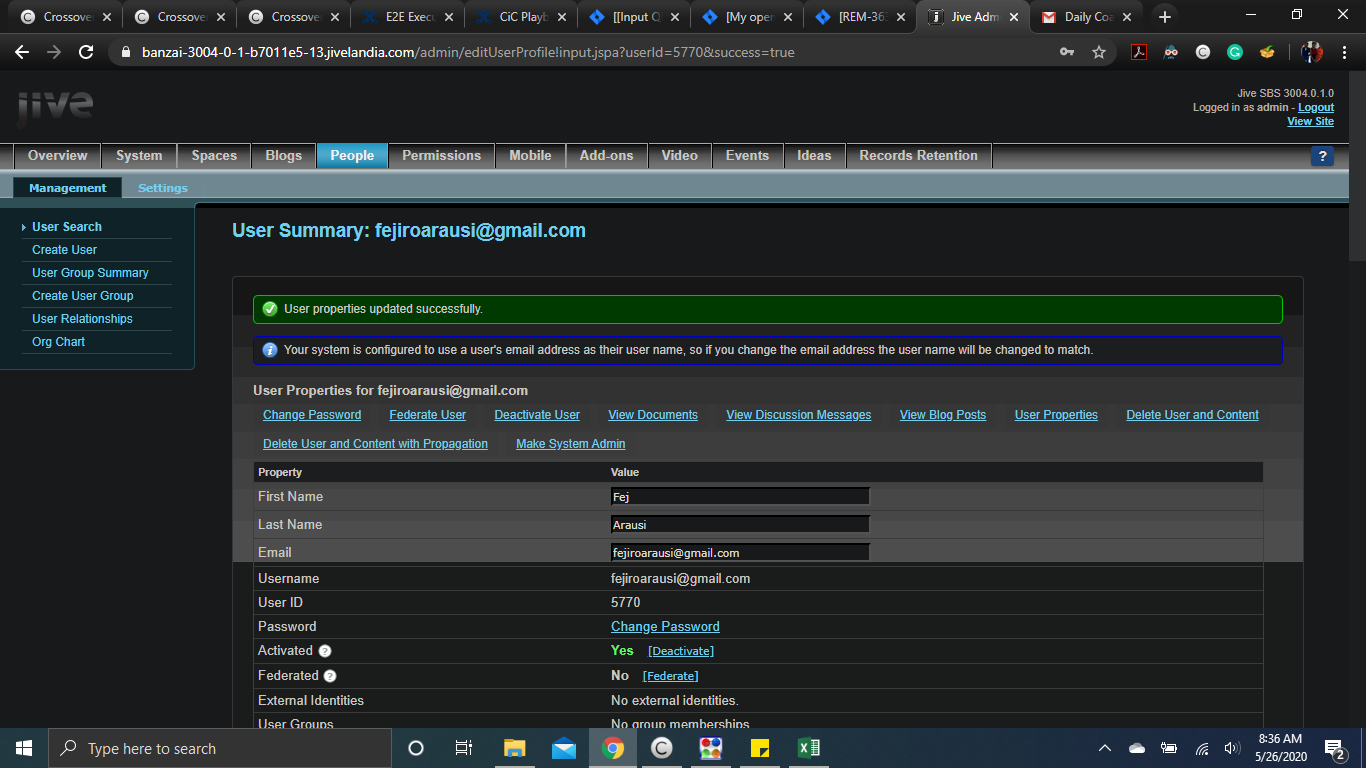 Crossove
Crossove
Crossove
E2E Execu
CiC Playb
[[Input Q
[My open
[REM-363
Jive Adm
Daily Coa
banzai-3004-0-1-b7011e5-13.jivelandia.com/admin/editUserProfile!input.jspa?userId=5770&success=true
jive
Jive SBS 3004.0.1.0
Logged in as admin - Logout
View Site
Overview System Spaces Blogs People Permissions Mobile Add-ons Video Events Ideas Records Retention ?
Management Settings
User Search
Create User
User Group Summary
Create User Group
User Relationships
Org Chart
User Summary: fejiroarausi@gmail.com
User properties updated successfully.
Your system is configured to use a user's email address as their user name, so if you change the email address the user name will be changed to match.
User Properties for fejiroarausi@gmail.com
Change Password Federate User Deactivate User View Documents View Discussion Messages View Blog Posts User Properties Delete User and Content
Delete User and Content with Propagation Make System Admin
Property Value
First Name Fej
Last Name Arausi
Email fejiroarausi@gmail.com
Username fejiroarausi@gmail.com
User ID 5770
Password Change Password
Activated ? Yes [Deactivate]
Federated ? No [Federate]
External Identities No external identities.
User Groups No group memberships
Type here to search
8:36 AM
5/26/2020
2